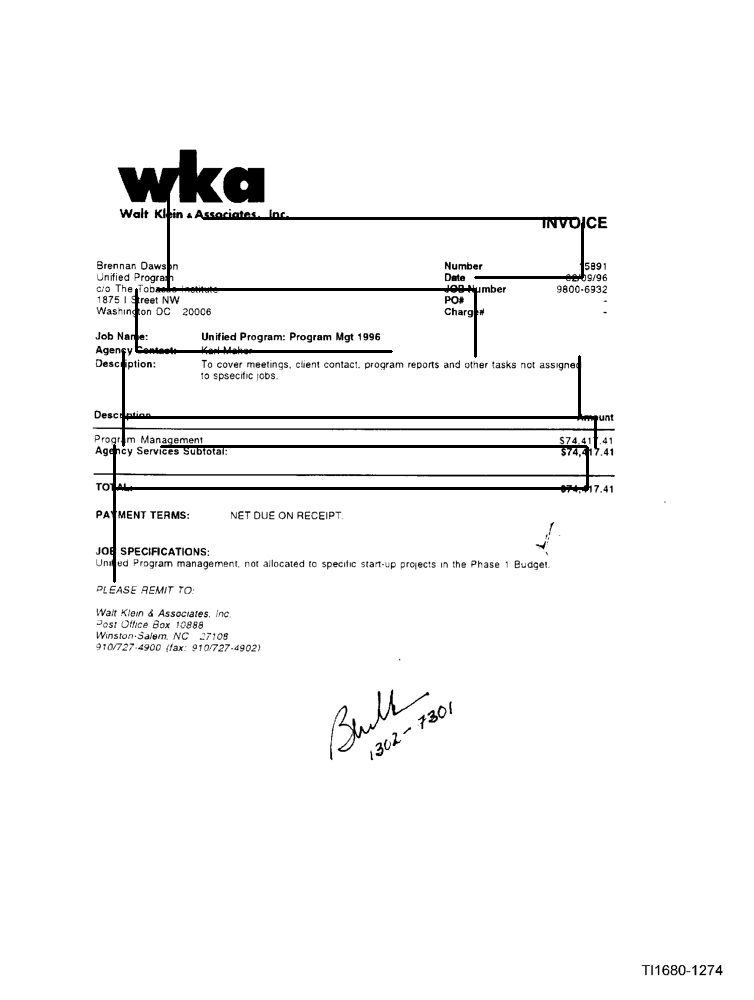 wka
Walt Klein & Associates, Inc.
INVOICE
Brennan Dawson
Unified Program
c/o The Tobacco Institute
1875 I Street NW
Washington DC 20006
Number 15891
Date 02/09/96
JOB Number 9800-6932
PO# -
Charge# -
Job Name: Unified Program: Program Mgt 1996
Agency Contact: Karl Maher
Description: To cover meetings, client contact, program reports and other tasks not assigned
to spsecific jobs.
Description Amount
Program Management $74,417.41
Agency Services Subtotal: $74,417.41
TOTAL: $74,417.41
PAYMENT TERMS: NET DUE ON RECEIPT.
JOB SPECIFICATIONS:
Unified Program management, not allocated to specific start-up projects in the Phase 1 Budget.
PLEASE REMIT TO:
Walt Klein & Associates, Inc.
Post Office Box 10888
Winston-Salem, NC 27108
910/727-4900 (fax: 910/727-4902)
1302-7301
TI1680-1274